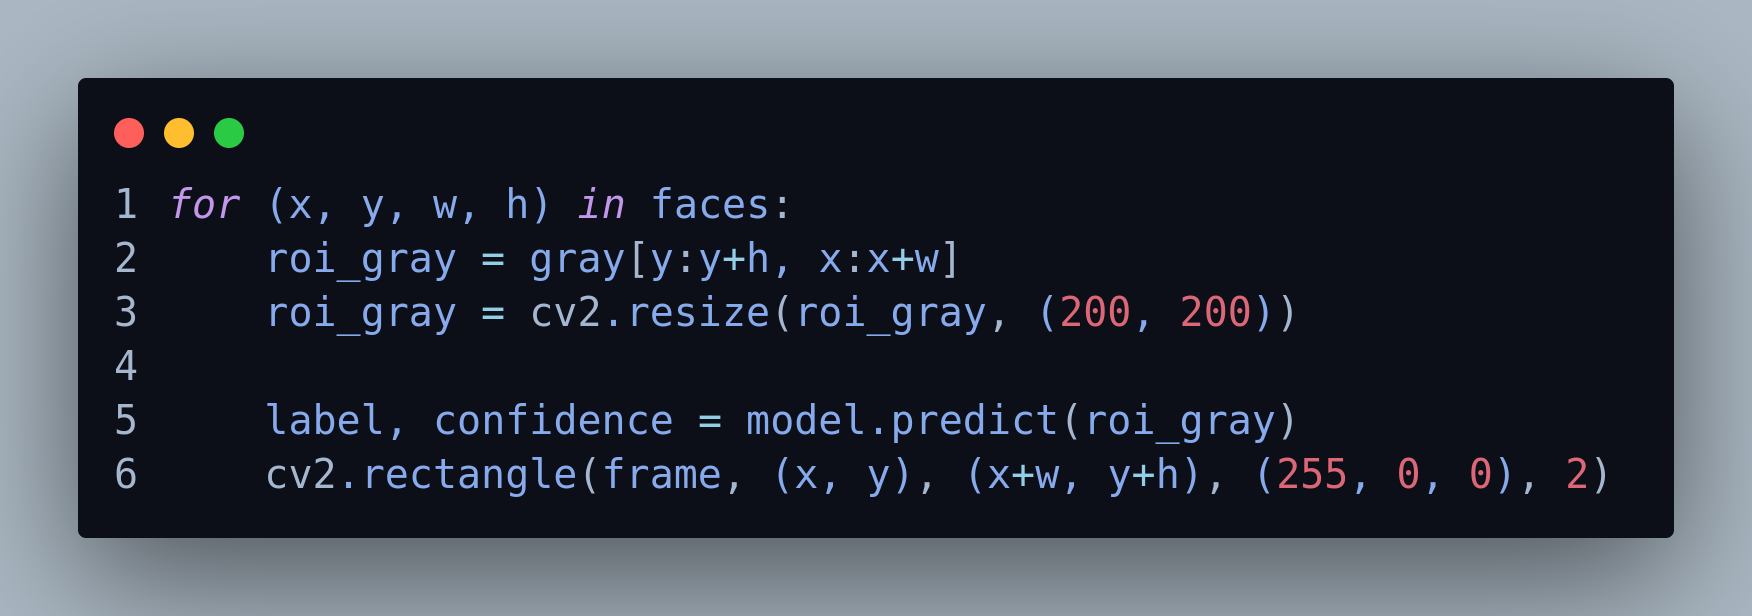 1 for (x, y, w, h) in faces:
2     roi_gray = gray[y:y+h, x:x+w]
3     roi_gray = cv2.resize(roi_gray, (200, 200))
4
5     label, confidence = model.predict(roi_gray)
6     cv2.rectangle(frame, (x, y), (x+w, y+h), (255, 0, 0), 2)